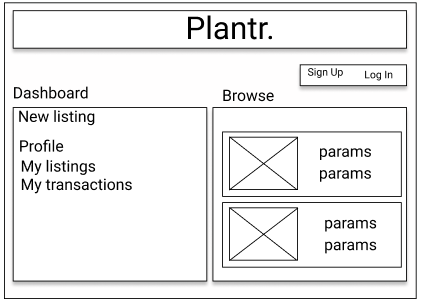 Plantr.
Sign Up Log In
Dashboard
Browse
New listing
Profile
My listings
My transactions
params
params
params
params